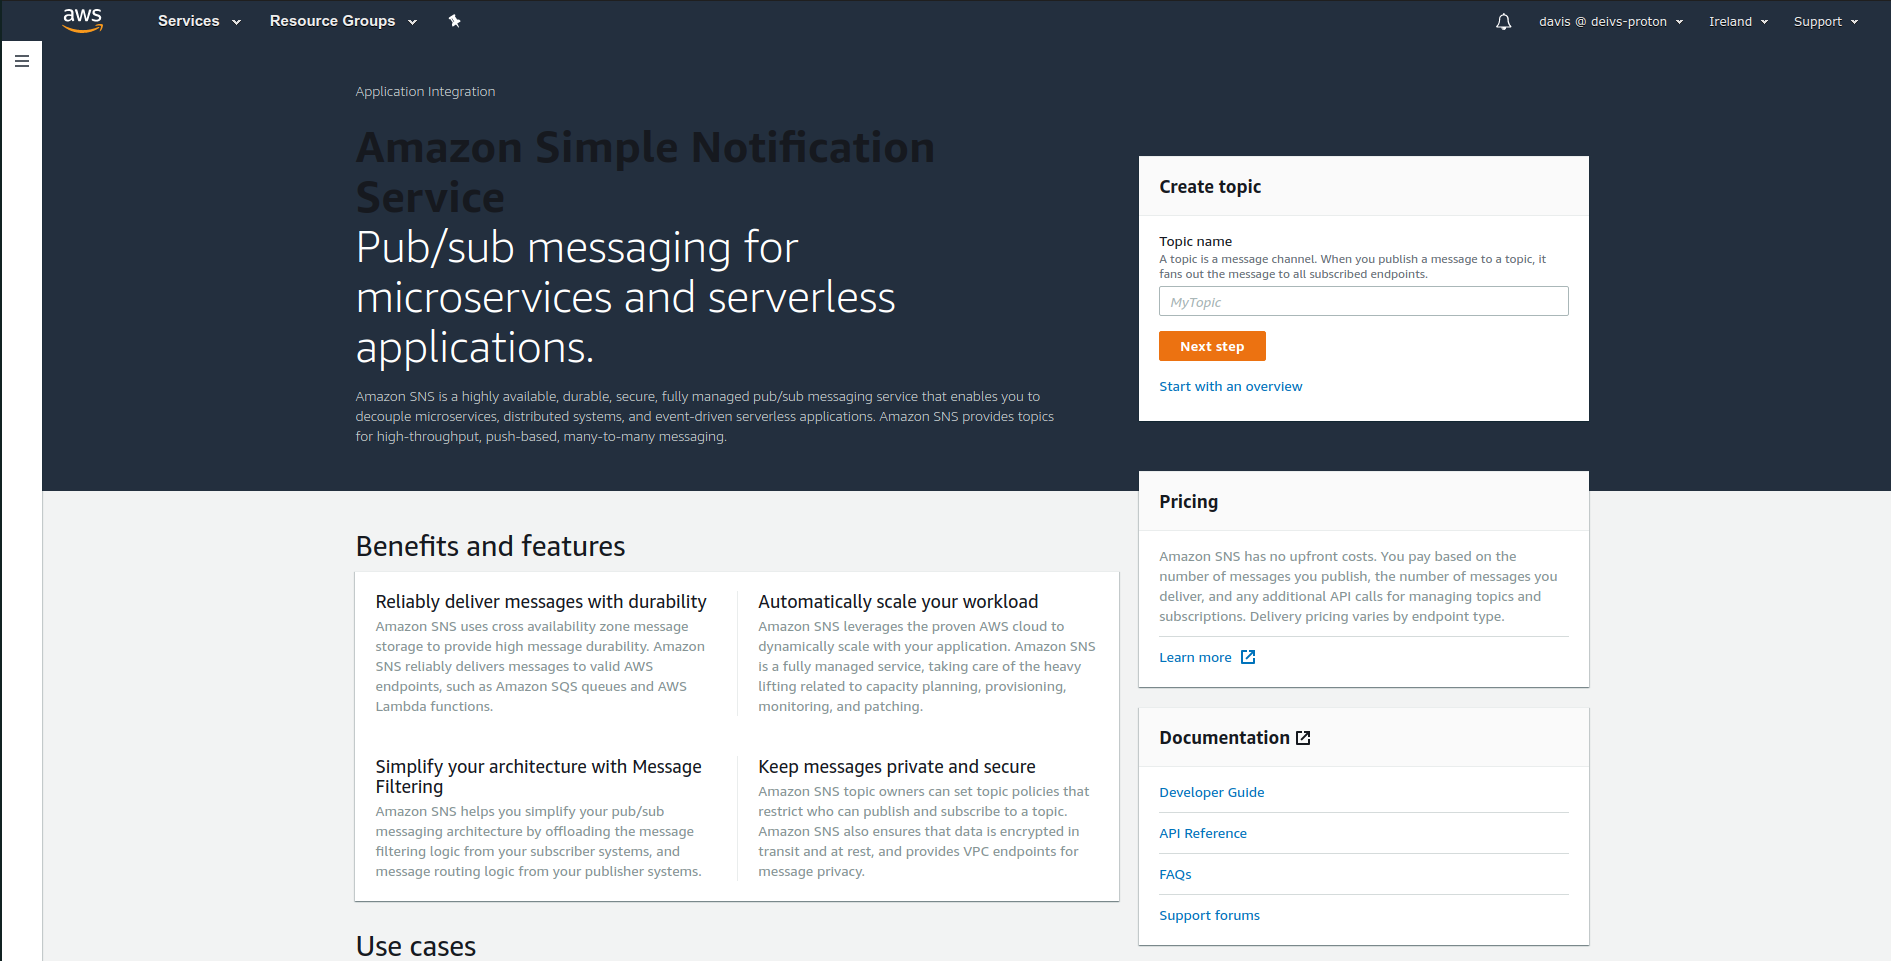 aws
Services
Resource Groups
davis @ deivs-proton
Ireland
Support
Application Integration
Amazon Simple Notification
Service
Pub/sub messaging for
microservices and serverless
applications.
Amazon SNS is a highly available, durable, secure, fully managed pub/sub messaging service that enables you to
decouple microservices, distributed systems, and event-driven serverless applications. Amazon SNS provides topics
for high-throughput, push-based, many-to-many messaging.
Create topic
Topic name
A topic is a message channel. When you publish a message to a topic, it
fans out the message to all subscribed endpoints.
MyTopic
Next step
Start with an overview
Pricing
Amazon SNS has no upfront costs. You pay based on the
number of messages you publish, the number of messages you
deliver, and any additional API calls for managing topics and
subscriptions. Delivery pricing varies by endpoint type.
Learn more
Documentation
Developer Guide
API Reference
FAQs
Support forums
Benefits and features
Reliably deliver messages with durability
Amazon SNS uses cross availability zone message
storage to provide high message durability. Amazon
SNS reliably delivers messages to valid AWS
endpoints, such as Amazon SQS queues and AWS
Lambda functions.
Automatically scale your workload
Amazon SNS leverages the proven AWS cloud to
dynamically scale with your application. Amazon SNS
is a fully managed service, taking care of the heavy
lifting related to capacity planning, provisioning,
monitoring, and patching.
Simplify your architecture with Message
Filtering
Amazon SNS helps you simplify your pub/sub
messaging architecture by offloading the message
filtering logic from your subscriber systems, and
message routing logic from your publisher systems.
Keep messages private and secure
Amazon SNS topic owners can set topic policies that
restrict who can publish and subscribe to a topic.
Amazon SNS also ensures that data is encrypted in
transit and at rest, and provides VPC endpoints for
message privacy.
Use cases